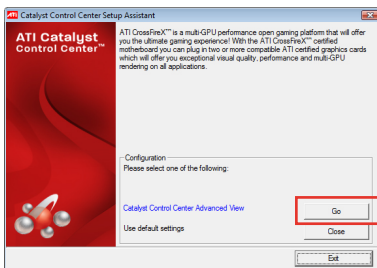 ATI Catalyst Control Center Setup Assistant
ATI Catalyst
Control Center™
ATI CrossFireX™ is a multi-GPU performance open gaming platform that will offer
you the ultimate gaming experience! With the ATI CrossFireX™ certified
motherboard you can plug in two or more compatible ATI certified graphics cards
which will offer you exceptional visual quality, performance and multi-GPU
rendering on all applications.
Configuration
Please select one of the following:
Catalyst Control Center Advanced View
Go
Use default settings
Close
Exit